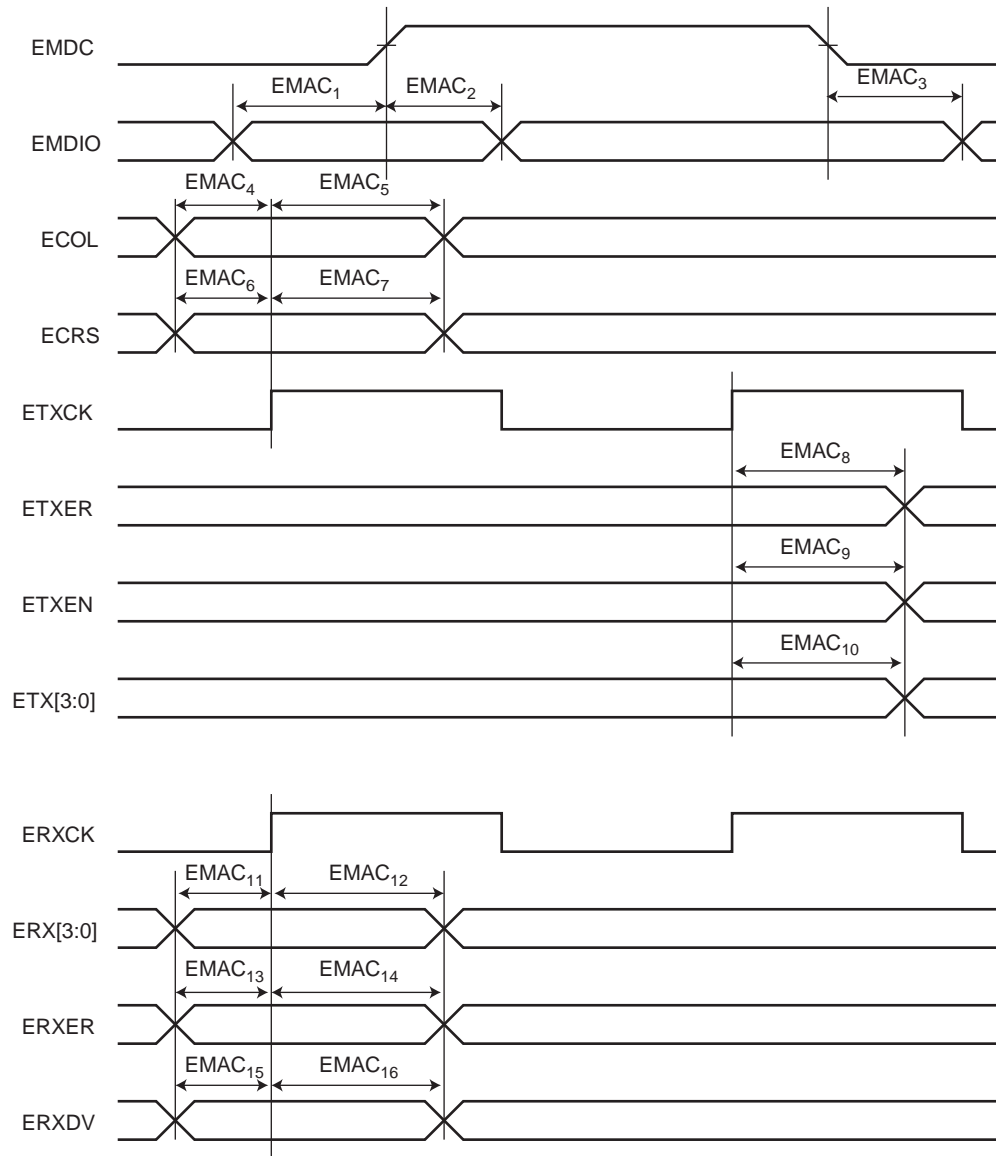 EMDC
EMAC1 EMAC2 EMAC3
EMDIO
EMAC4 EMAC5
ECOL
EMAC6 EMAC7
ECRS
ETXCK
EMAC8
ETXER
EMAC9
ETXEN
EMAC10
ETX[3:0]
ERXCK
EMAC11 EMAC12
ERX[3:0]
EMAC13 EMAC14
ERXER
EMAC15 EMAC16
ERXDV